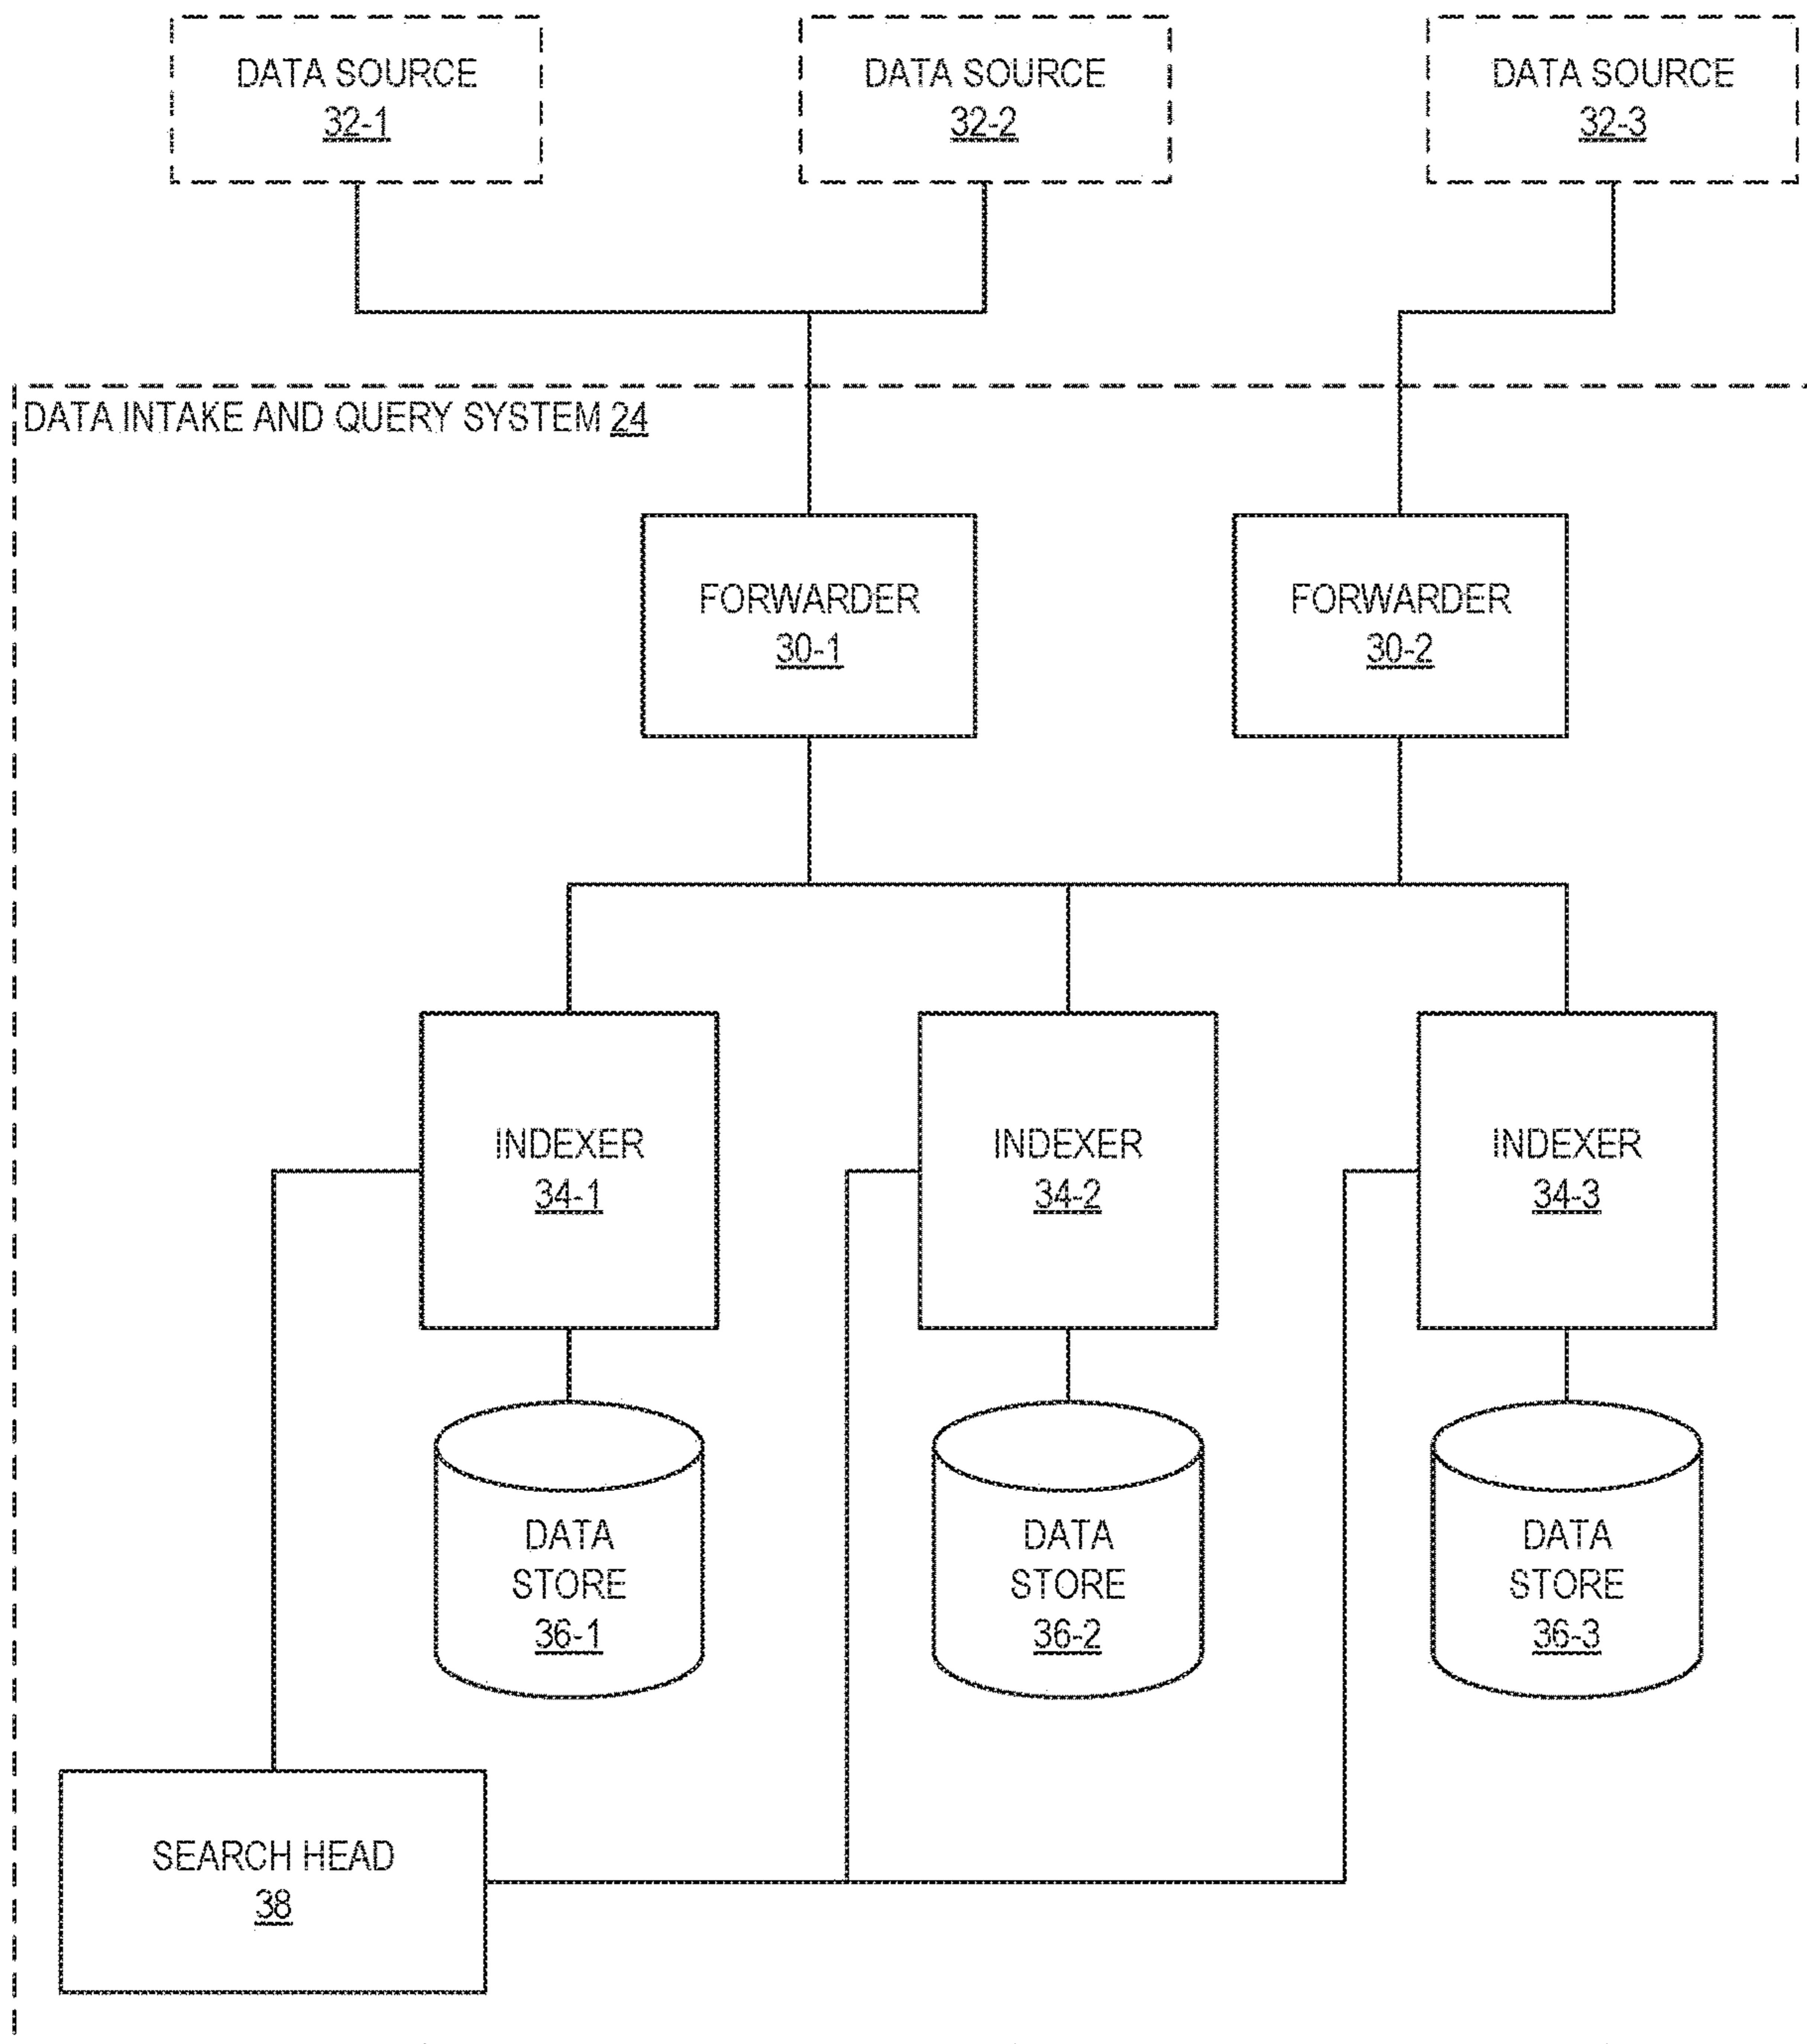 DATA SOURCE
32-1
DATA SOURCE
32-2
DATA SOURCE
32-3
DATA INTAKE AND QUERY SYSTEM 24
FORWARDER
30-1
FORWARDER
30-2
INDEXER
34-1
INDEXER
34-2
INDEXER
34-3
DATA
STORE
36-1
DATA
STORE
36-2
DATA
STORE
36-3
SEARCH HEAD
38